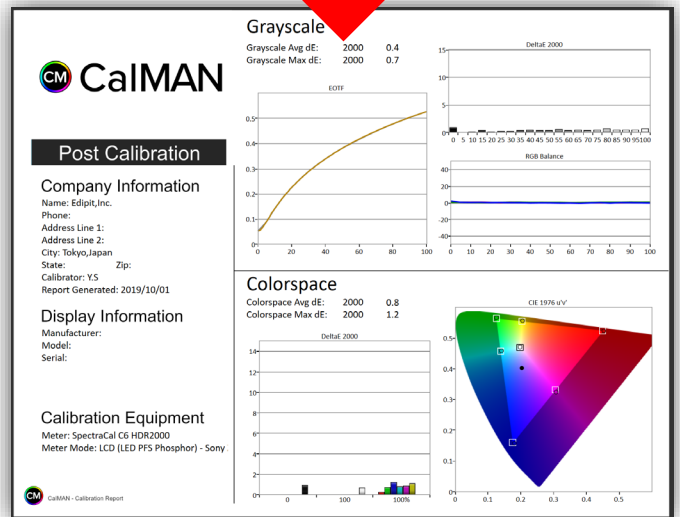 CM CalMAN
Post Calibration
Company Information
Name: Edipit,Inc.
Phone:
Address Line 1:
Address Line 2:
City: Tokyo,Japan
State: Zip:
Calibrator: Y.S
Report Generated: 2019/10/01
Display Information
Manufacturer:
Model:
Serial:
Calibration Equipment
Meter: SpectraCal C6 HDR2000
Meter Mode: LCD (LED PFS Phosphor) - Sony
CM CalMAN - Calibration Report
Grayscale
Grayscale Avg dE: 2000 0.4
Grayscale Max dE: 2000 0.7
EOTF
0.5
0.4
0.3
0.2
0.1
0
0 20 40 60 80 100
DeltaE 2000
15
10
5
0 5 10 15 20 25 30 35 40 45 50 55 60 65 70 75 80 85 90 95100
RGB Balance
40
20
0
-20
-40
0 10 20 30 40 50 60 70 80 90 100
Colorspace
Colorspace Avg dE: 2000 0.8
Colorspace Max dE: 2000 1.2
DeltaE 2000
14
12
10
8
6
4
2
0
0 100 100%
CIE 1976 u'v'
0.5
0.4
0.3
0.2
0.1
0
0 0.1 0.2 0.3 0.4 0.5